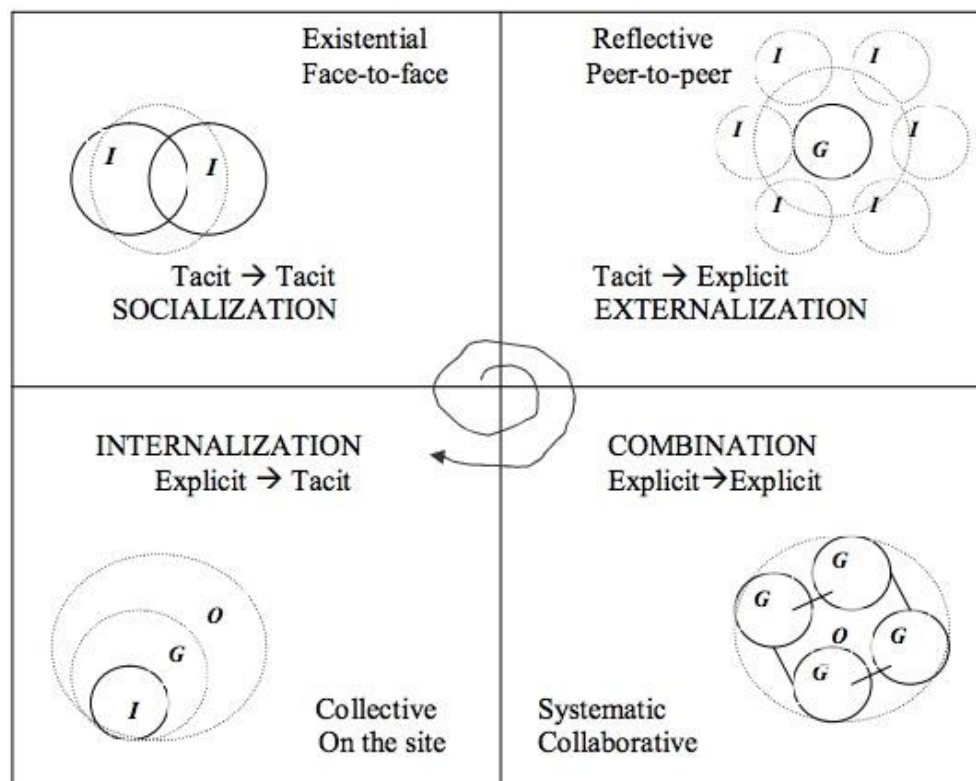 Existential
Face-to-face
I I
Tacit → Tacit
SOCIALIZATION
Reflective
Peer-to-peer
I I
I G I
I I
Tacit → Explicit
EXTERNALIZATION
INTERNALIZATION
Explicit → Tacit
O
G
I
Collective
On the site
COMBINATION
Explicit→Explicit
G
G
O G
G
Systematic
Collaborative